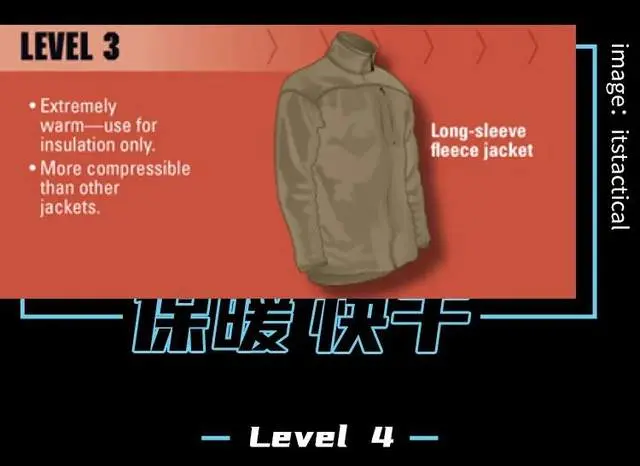 LEVEL 3
• Extremely
warm—use for
insulation only.
• More compressible
than other
jackets.
Long-sleeve
fleece jacket
image: itstactical
保暖 快干
Level 4